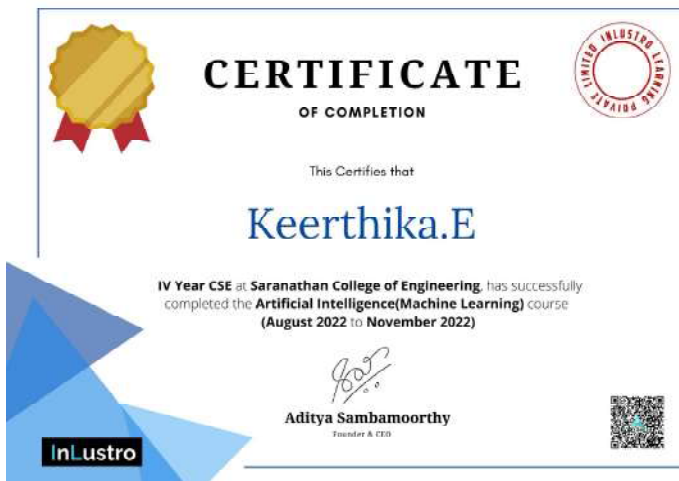 CERTIFICATE
OF COMPLETION
INLUSTRO LEARNING PRIVATE LIMITED
This Certifies that
Keerthika.E
IV Year CSE at Saranathan College of Engineering, has successfully
completed the Artificial Intelligence(Machine Learning) course
(August 2022 to November 2022)
Aditya Sambamoorthy
Founder & CEO
InLustro